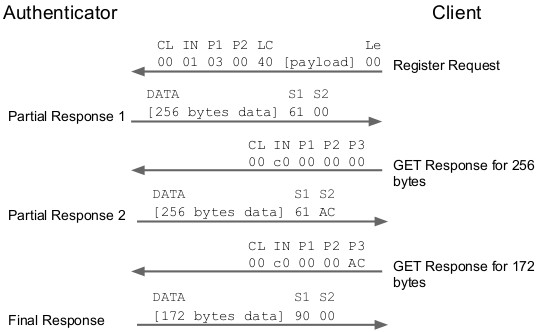 Authenticator Client
CL IN P1 P2 LC Le
00 01 03 00 40 [payload] 00
Register Request
DATA S1 S2
[256 bytes data] 61 00
Partial Response 1
CL IN P1 P2 P3
00 c0 00 00 00
GET Response for 256
bytes
DATA S1 S2
[256 bytes data] 61 AC
Partial Response 2
CL IN P1 P2 P3
00 c0 00 00 AC
GET Response for 172
bytes
DATA S1 S2
[172 bytes data] 90 00
Final Response